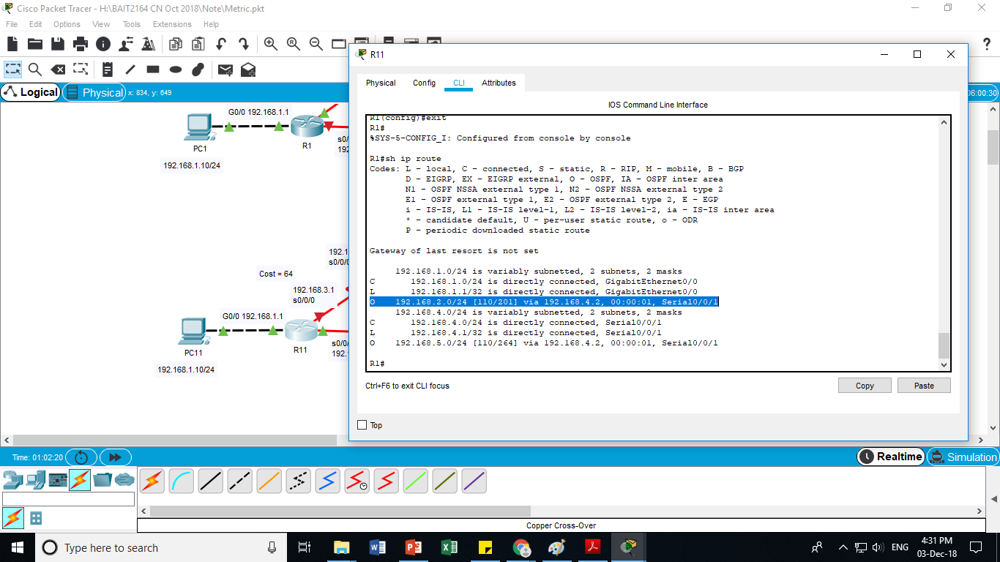 Cisco Packet Tracer - H:\BAIT2164 CN Oct 2018\Note\Metric.pkt
File Edit Options View Tools Extensions Help
Logical
Physical
x: 834, y: 649
06:00:30
G0/0 192.168.1.1
PC1
R1
s0/
192
192.168.1.10/24
192.1
s0/0/0
Cost = 64
192.168.3.1
s0/0/0
G0/0 192.168.1.1
PC11
R11
s0/0
192.
192.168.1.10/24
R11
Physical Config CLI Attributes
IOS Command Line Interface
R1(config)#exit
R1#
%SYS-5-CONFIG_I: Configured from console by console
R1#sh ip route
Codes: L - local, C - connected, S - static, R - RIP, M - mobile, B - BGP
D - EIGRP, EX - EIGRP external, O - OSPF, IA - OSPF inter area
N1 - OSPF NSSA external type 1, N2 - OSPF NSSA external type 2
E1 - OSPF external type 1, E2 - OSPF external type 2, E - EGP
i - IS-IS, L1 - IS-IS level-1, L2 - IS-IS level-2, ia - IS-IS inter area
* - candidate default, U - per-user static route, o - ODR
P - periodic downloaded static route
Gateway of last resort is not set
192.168.1.0/24 is variably subnetted, 2 subnets, 2 masks
C 192.168.1.0/24 is directly connected, GigabitEthernet0/0
L 192.168.1.1/32 is directly connected, GigabitEthernet0/0
O 192.168.2.0/24 [110/201] via 192.168.4.2, 00:00:01, Serial0/0/1
192.168.4.0/24 is variably subnetted, 2 subnets, 2 masks
C 192.168.4.0/24 is directly connected, Serial0/0/1
L 192.168.4.1/32 is directly connected, Serial0/0/1
O 192.168.5.0/24 [110/264] via 192.168.4.2, 00:00:01, Serial0/0/1
R1#
Ctrl+F6 to exit CLI focus
Copy
Paste
Top
Time: 01:02:20
Realtime
Simulation
Copper Cross-Over
Type here to search
ENG
4:31 PM
03-Dec-18